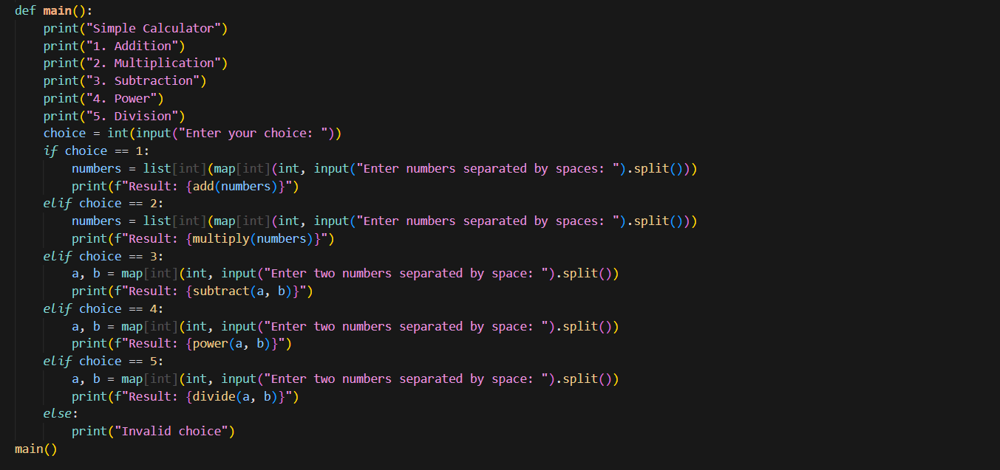 def main():
    print("Simple Calculator")
    print("1. Addition")
    print("2. Multiplication")
    print("3. Subtraction")
    print("4. Power")
    print("5. Division")
    choice = int(input("Enter your choice: "))
    if choice == 1:
        numbers = list[int](map[int](int, input("Enter numbers separated by spaces: ").split()))
        print(f"Result: {add(numbers)}")
    elif choice == 2:
        numbers = list[int](map[int](int, input("Enter numbers separated by spaces: ").split()))
        print(f"Result: {multiply(numbers)}")
    elif choice == 3:
        a, b = map[int](int, input("Enter two numbers separated by space: ").split())
        print(f"Result: {subtract(a, b)}")
    elif choice == 4:
        a, b = map[int](int, input("Enter two numbers separated by space: ").split())
        print(f"Result: {power(a, b)}")
    elif choice == 5:
        a, b = map[int](int, input("Enter two numbers separated by space: ").split())
        print(f"Result: {divide(a, b)}")
    else:
        print("Invalid choice")
main()